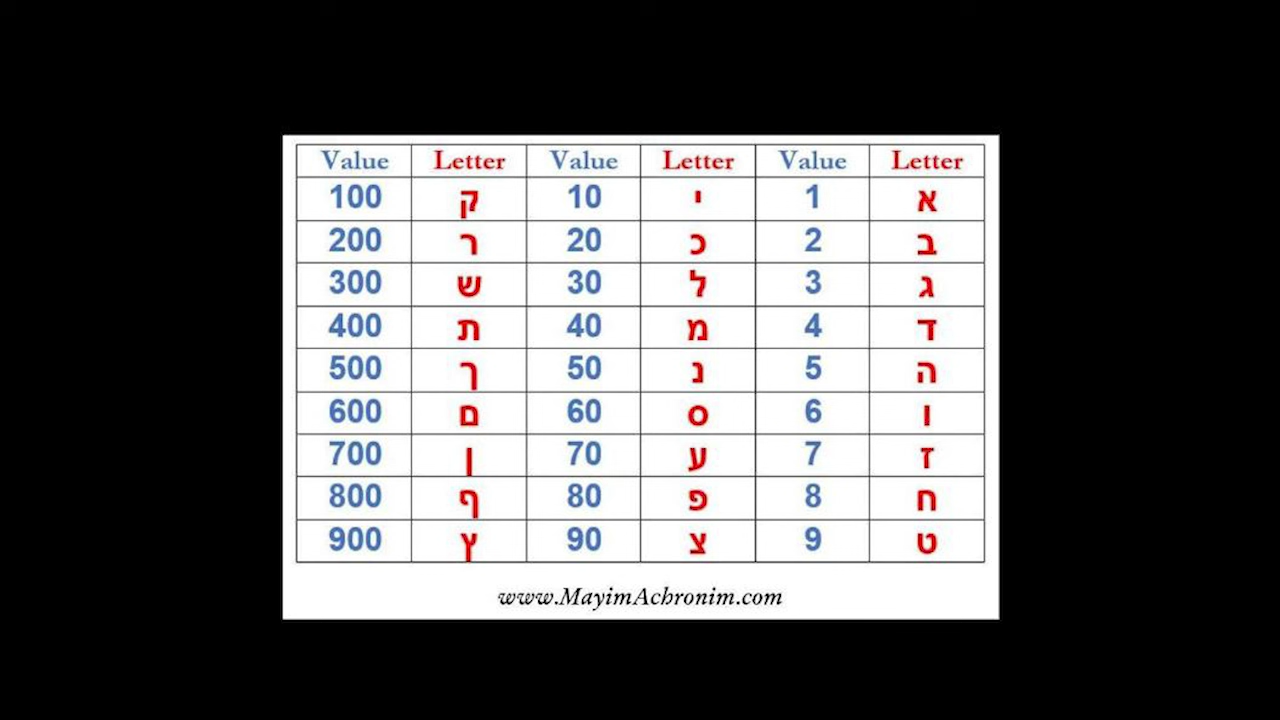 Value Letter Value Letter Value Letter
100 ק 10 י 1 א
200 ר 20 כ 2 ב
300 ש 30 ל 3 ג
400 ת 40 מ 4 ד
500 ך 50 נ 5 ה
600 ם 60 ס 6 ו
700 ן 70 ע 7 ז
800 ף 80 פ 8 ח
900 ץ 90 צ 9 ט
www.MayimAchronim.com